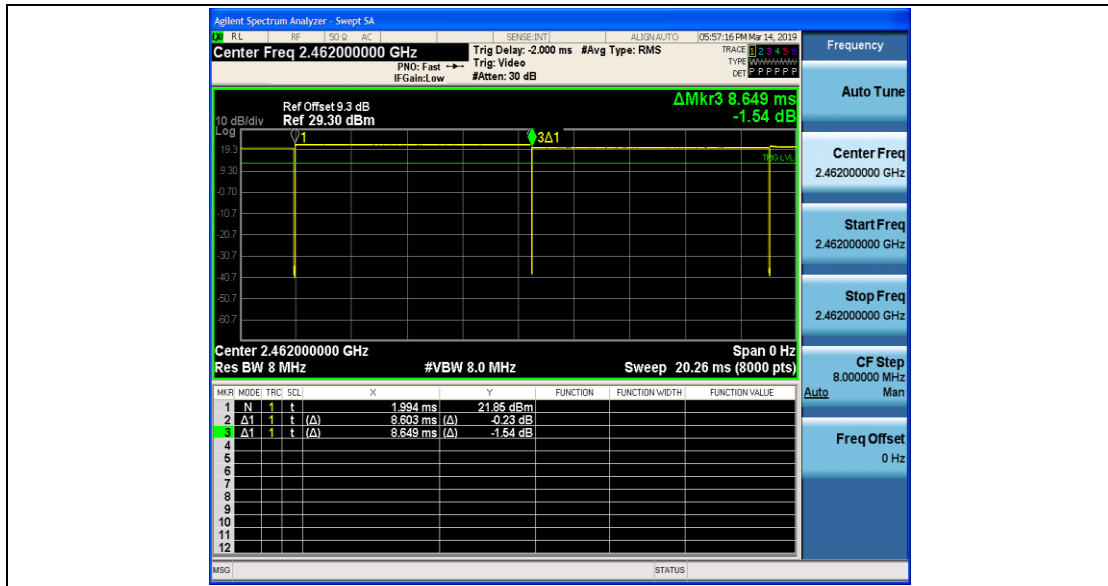 Agilent Spectrum Analyzer - Swept SA
LXI RL RF 50 Ω AC SENSE:INT ALIGNAUTO 05:57:16 PM Mar 14, 2019
Center Freq 2.462000000 GHz
PNO: Fast
IFGain:Low
Trig Delay: -2.000 ms #Avg Type: RMS
Trig: Video
#Atten: 30 dB
TRACE 1 2 3 4 5 6
TYPE WWWWWW
DET P P P P P P
ΔMkr3 8.649 ms
-1.54 dB
Ref Offset 9.3 dB
10 dB/div Ref 29.30 dBm
Log
1
3Δ1
TRIG LVL
19.3
9.30
-0.70
-10.7
-20.7
-30.7
-40.7
-50.7
-60.7
Center 2.462000000 GHz Span 0 Hz
Res BW 8 MHz #VBW 8.0 MHz Sweep 20.26 ms (8000 pts)
MKR MODE TRC SCL X Y FUNCTION FUNCTION WIDTH FUNCTION VALUE
1 N 1 t 1.994 ms 21.85 dBm
2 Δ1 1 t (Δ) 8.603 ms (Δ) -0.23 dB
3 Δ1 1 t (Δ) 8.649 ms (Δ) -1.54 dB
4
5
6
7
8
9
10
11
12
MSG STATUS
Frequency
Auto Tune
Center Freq
2.462000000 GHz
Start Freq
2.462000000 GHz
Stop Freq
2.462000000 GHz
CF Step
8.000000 MHz
Auto Man
Freq Offset
0 Hz